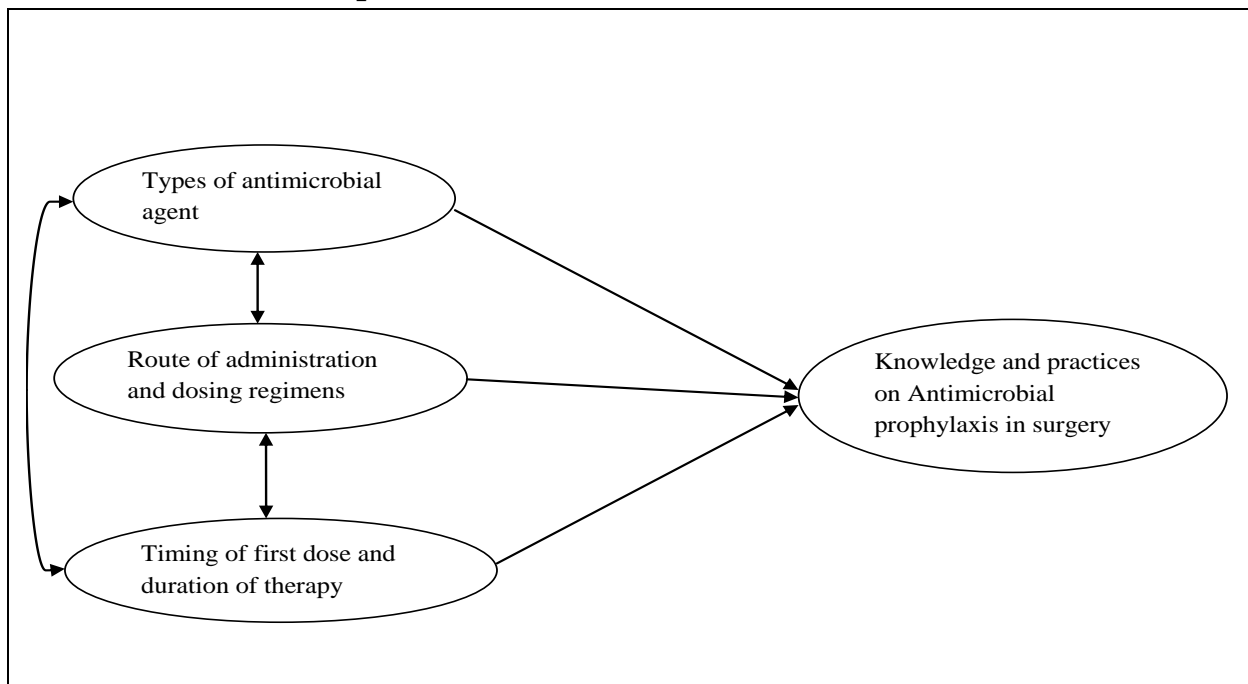 Types of antimicrobial
agent
Route of administration
and dosing regimens
Knowledge and practices
on Antimicrobial
prophylaxis in surgery
Timing of first dose and
duration of therapy